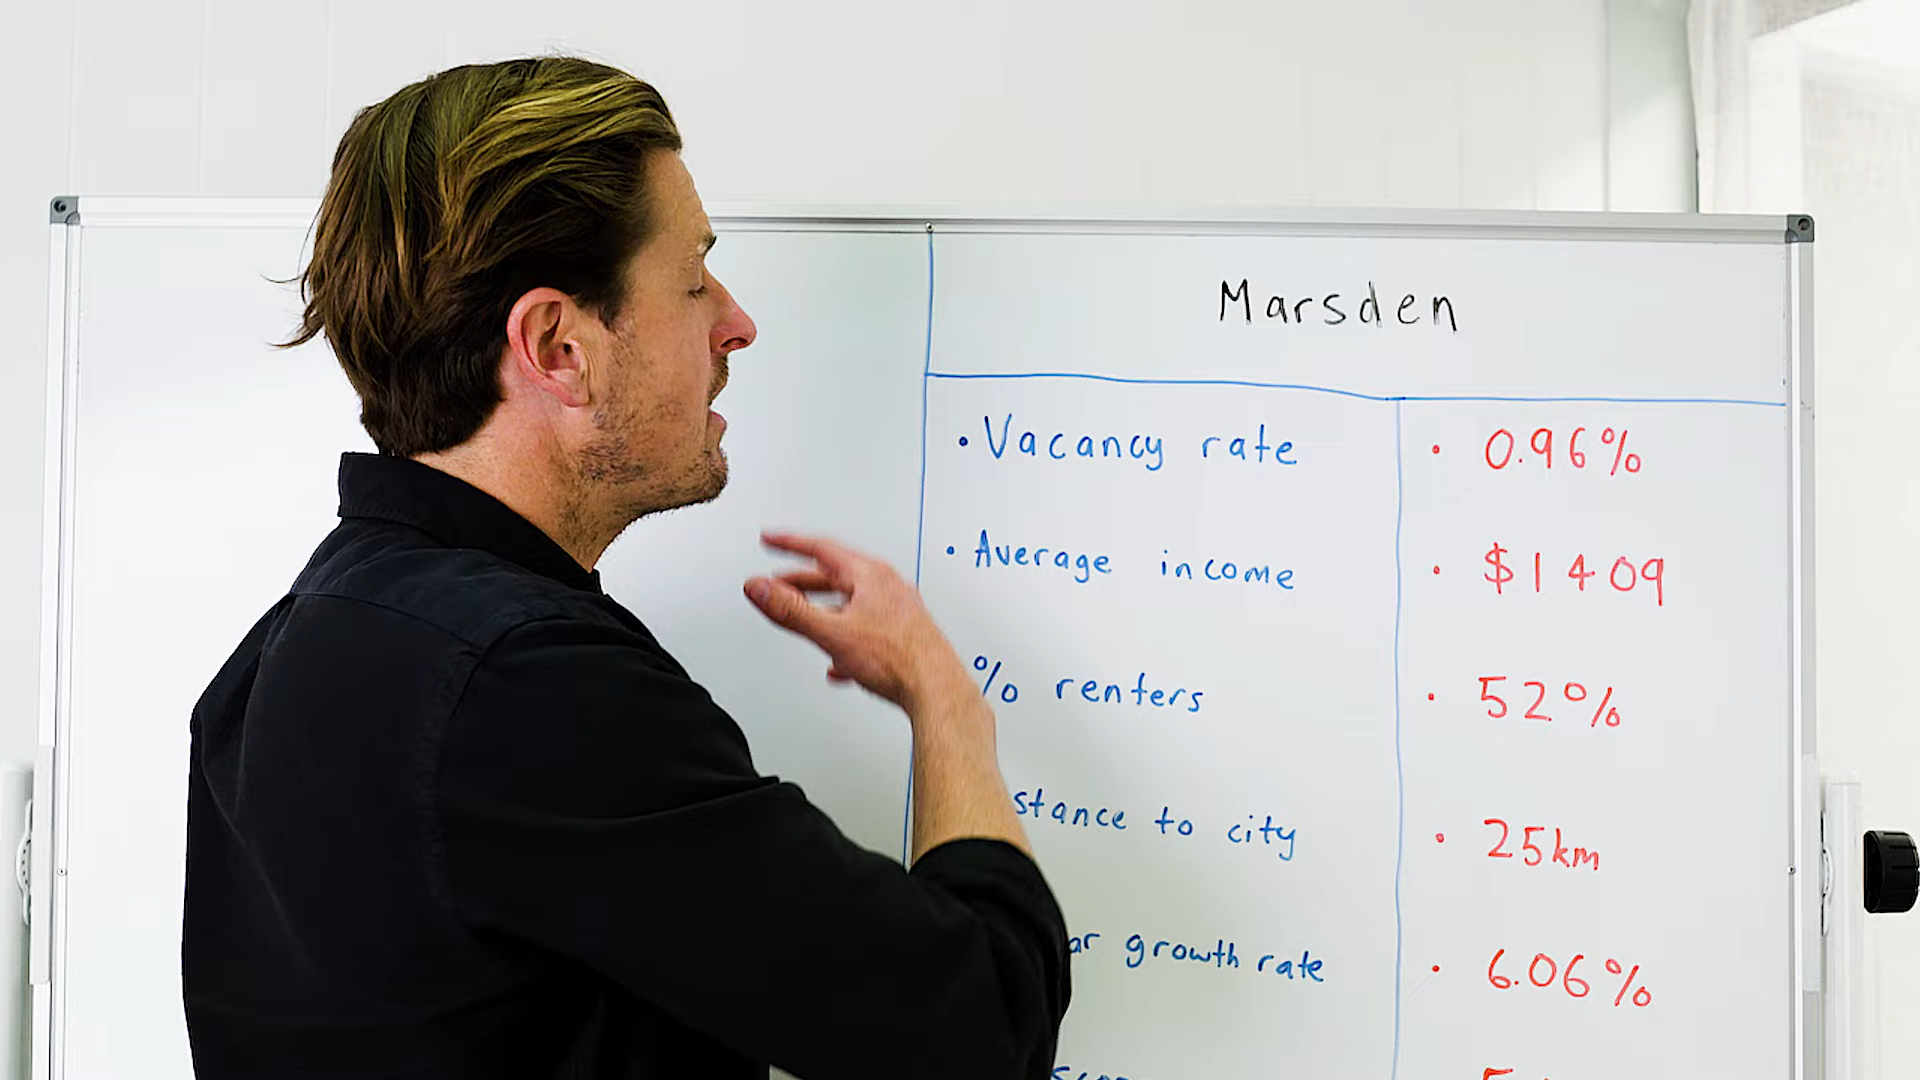 Marsden
• Vacancy rate • 0.96%
• Average income • $1409
% renters • 52%
stance to city • 25km
ar growth rate • 6.06%